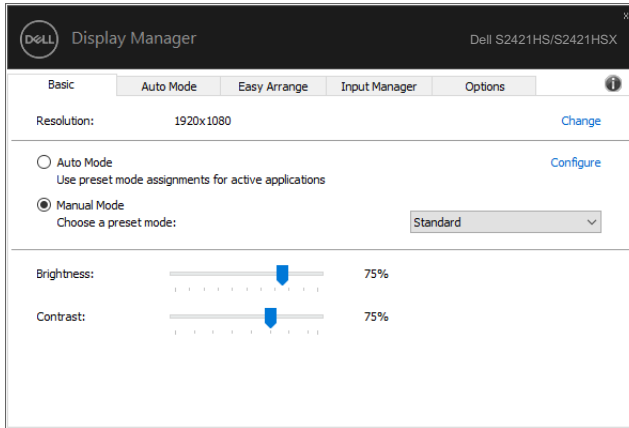 DELL Display Manager Dell S2421HS/S2421HSX x
Basic Auto Mode Easy Arrange Input Manager Options i
Resolution: 1920x1080 Change
Auto Mode Configure
Use preset mode assignments for active applications
Manual Mode
Choose a preset mode: Standard
Brightness: 75%
Contrast: 75%